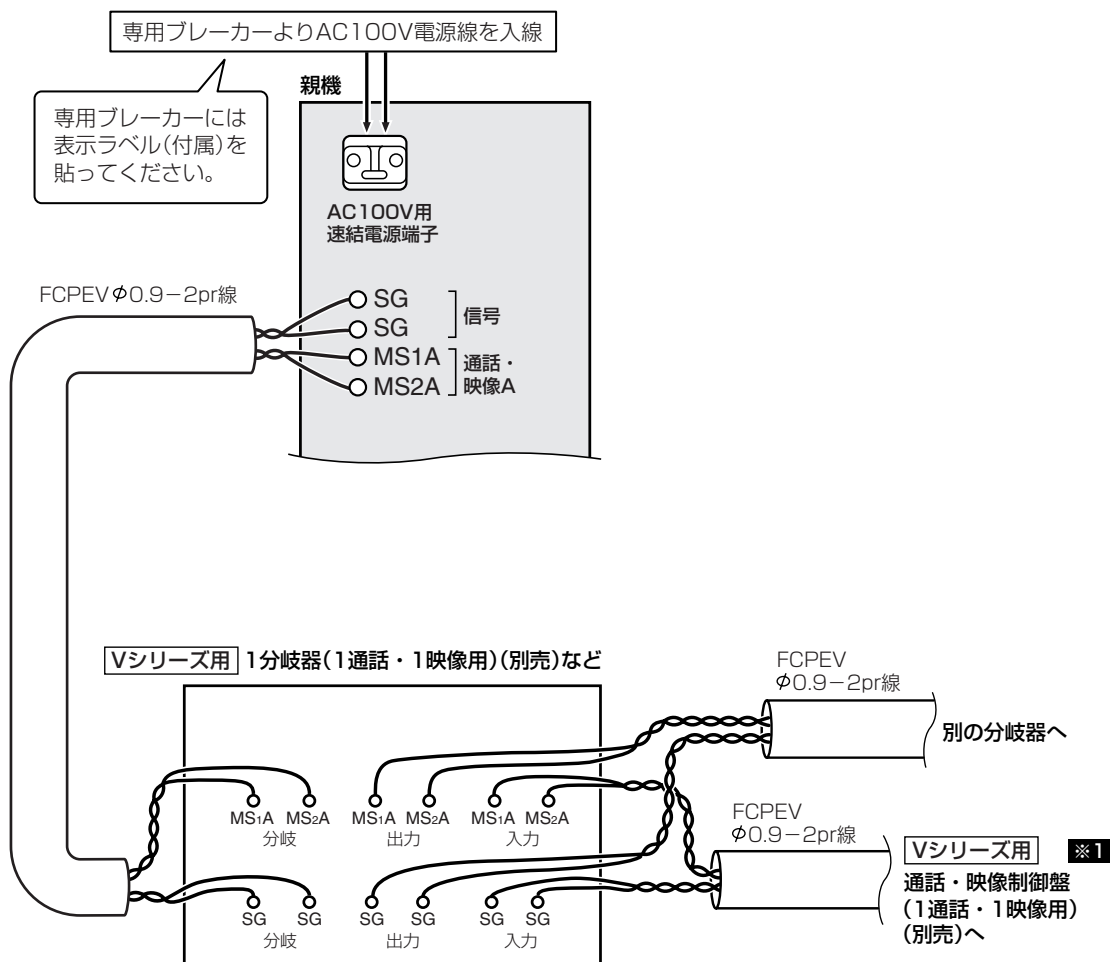 専用ブレーカーよりAC100V電源線を入線
専用ブレーカーには
表示ラベル(付属)を
貼ってください。
親機
AC100V用
速結電源端子
FCPEVφ0.9−2pr線
SG
SG
信号
MS1A
MS2A
通話・
映像A
Vシリーズ用 1分岐器(1通話・1映像用)(別売)など
FCPEV
φ0.9−2pr線
別の分岐器へ
MS1A MS2A MS1A MS2A MS1A MS2A
分岐 出力 入力
FCPEV
φ0.9−2pr線
Vシリーズ用 ※1
通話・映像制御盤
(1通話・1映像用)
(別売)へ
SG SG SG SG SG SG
分岐 出力 入力